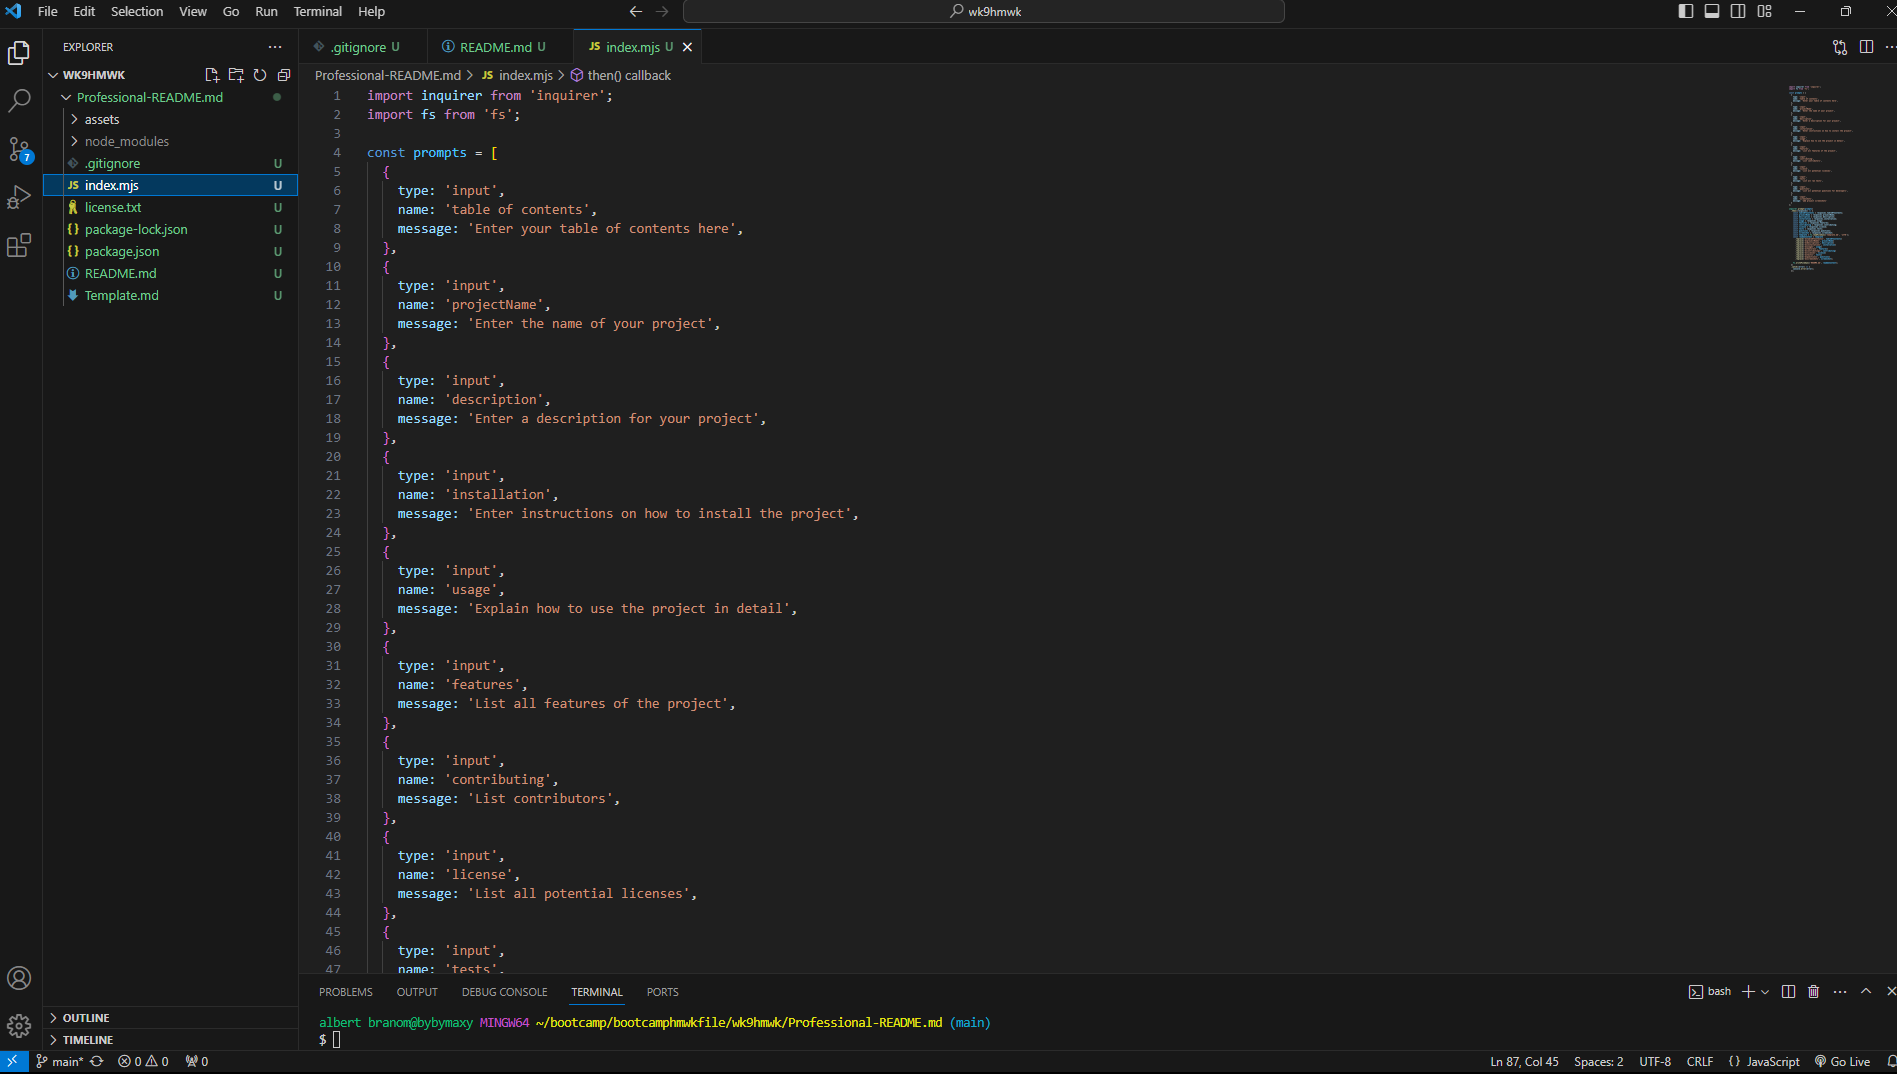 File Edit Selection View Go Run Terminal Help
wk9hmwk
EXPLORER
WK9HMWK
Professional-README.md
assets
node_modules
.gitignore U
JS index.mjs U
license.txt U
{} package-lock.json U
{} package.json U
README.md U
Template.md U
OUTLINE
TIMELINE
7
.gitignore U
README.md U
JS index.mjs U
Professional-README.md > JS index.mjs > then() callback
1 import inquirer from 'inquirer';
2 import fs from 'fs';
3
4 const prompts = [
5 {
6 type: 'input',
7 name: 'table of contents',
8 message: 'Enter your table of contents here',
9 },
10 {
11 type: 'input',
12 name: 'projectName',
13 message: 'Enter the name of your project',
14 },
15 {
16 type: 'input',
17 name: 'description',
18 message: 'Enter a description for your project',
19 },
20 {
21 type: 'input',
22 name: 'installation',
23 message: 'Enter instructions on how to install the project',
24 },
25 {
26 type: 'input',
27 name: 'usage',
28 message: 'Explain how to use the project in detail',
29 },
30 {
31 type: 'input',
32 name: 'features',
33 message: 'List all features of the project',
34 },
35 {
36 type: 'input',
37 name: 'contributing',
38 message: 'List contributors',
39 },
40 {
41 type: 'input',
42 name: 'license',
43 message: 'List all potential licenses',
44 },
45 {
46 type: 'input',
47 name: 'tests',
PROBLEMS OUTPUT DEBUG CONSOLE TERMINAL PORTS
bash
albert branom@bybymaxy MINGW64 ~/bootcamp/bootcamphmwkfile/wk9hmwk/Professional-README.md (main)
$
main* 0 0 0
Ln 87, Col 45 Spaces: 2 UTF-8 CRLF {} JavaScript Go Live